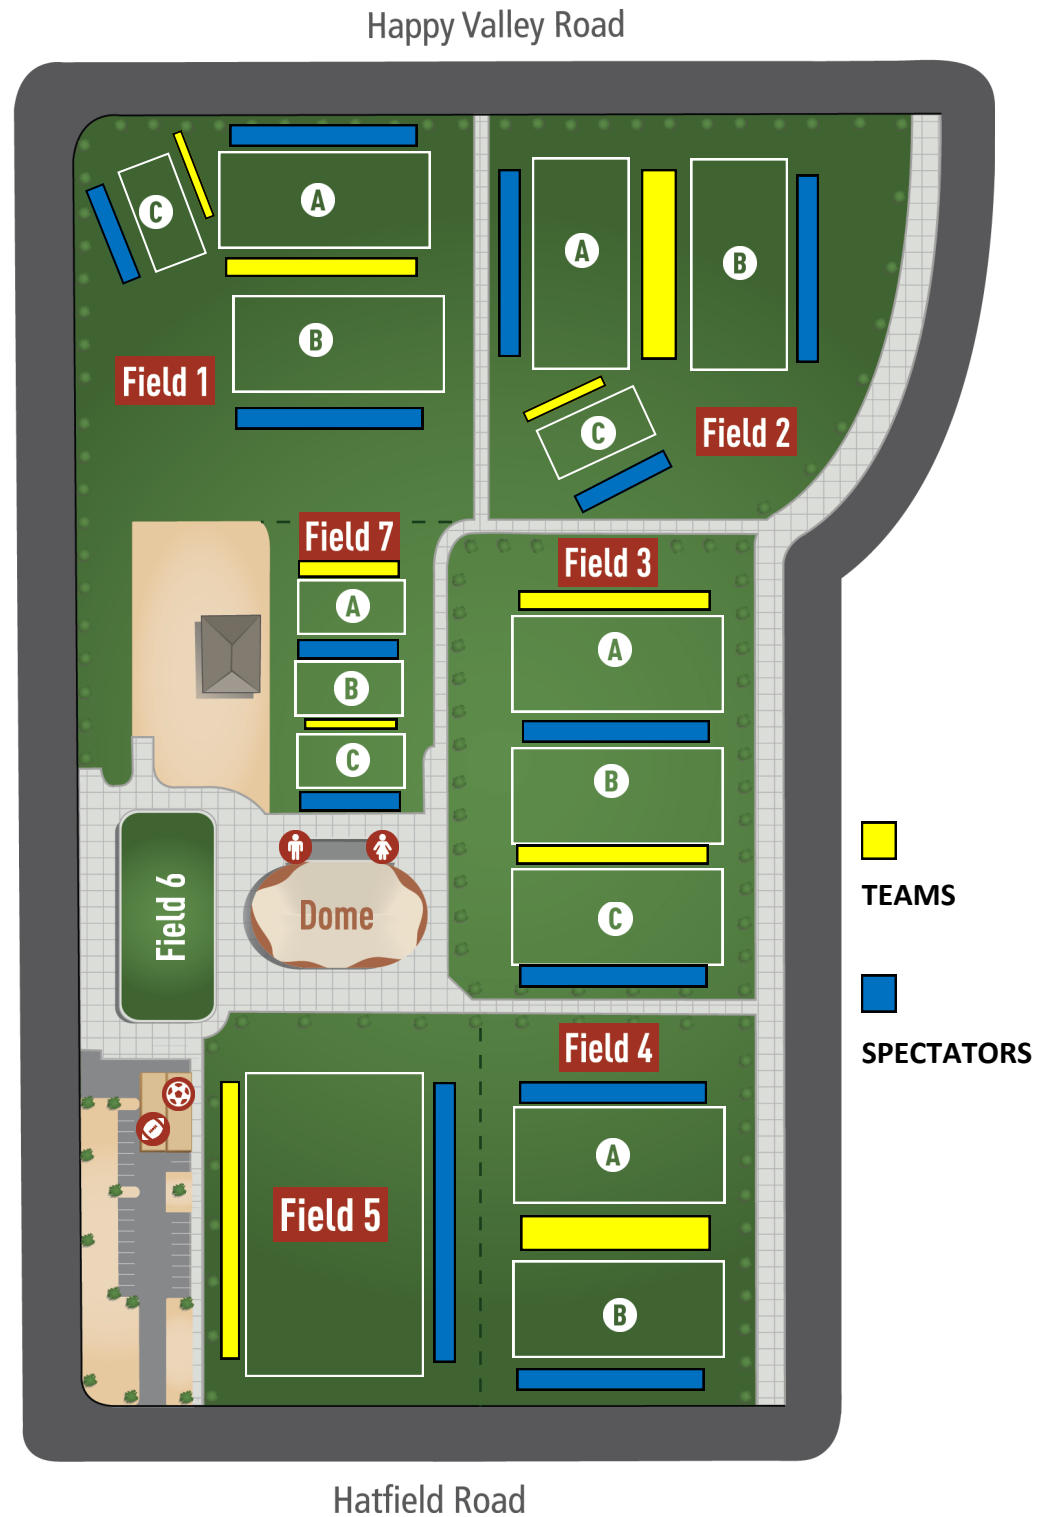 Happy Valley Road
A
C
B
Field 1
A
B
C
Field 2
Field 7
A
B
C
Field 3
A
B
C
Field 6
Dome
TEAMS
SPECTATORS
Field 4
A
B
Field 5
Hatfield Road